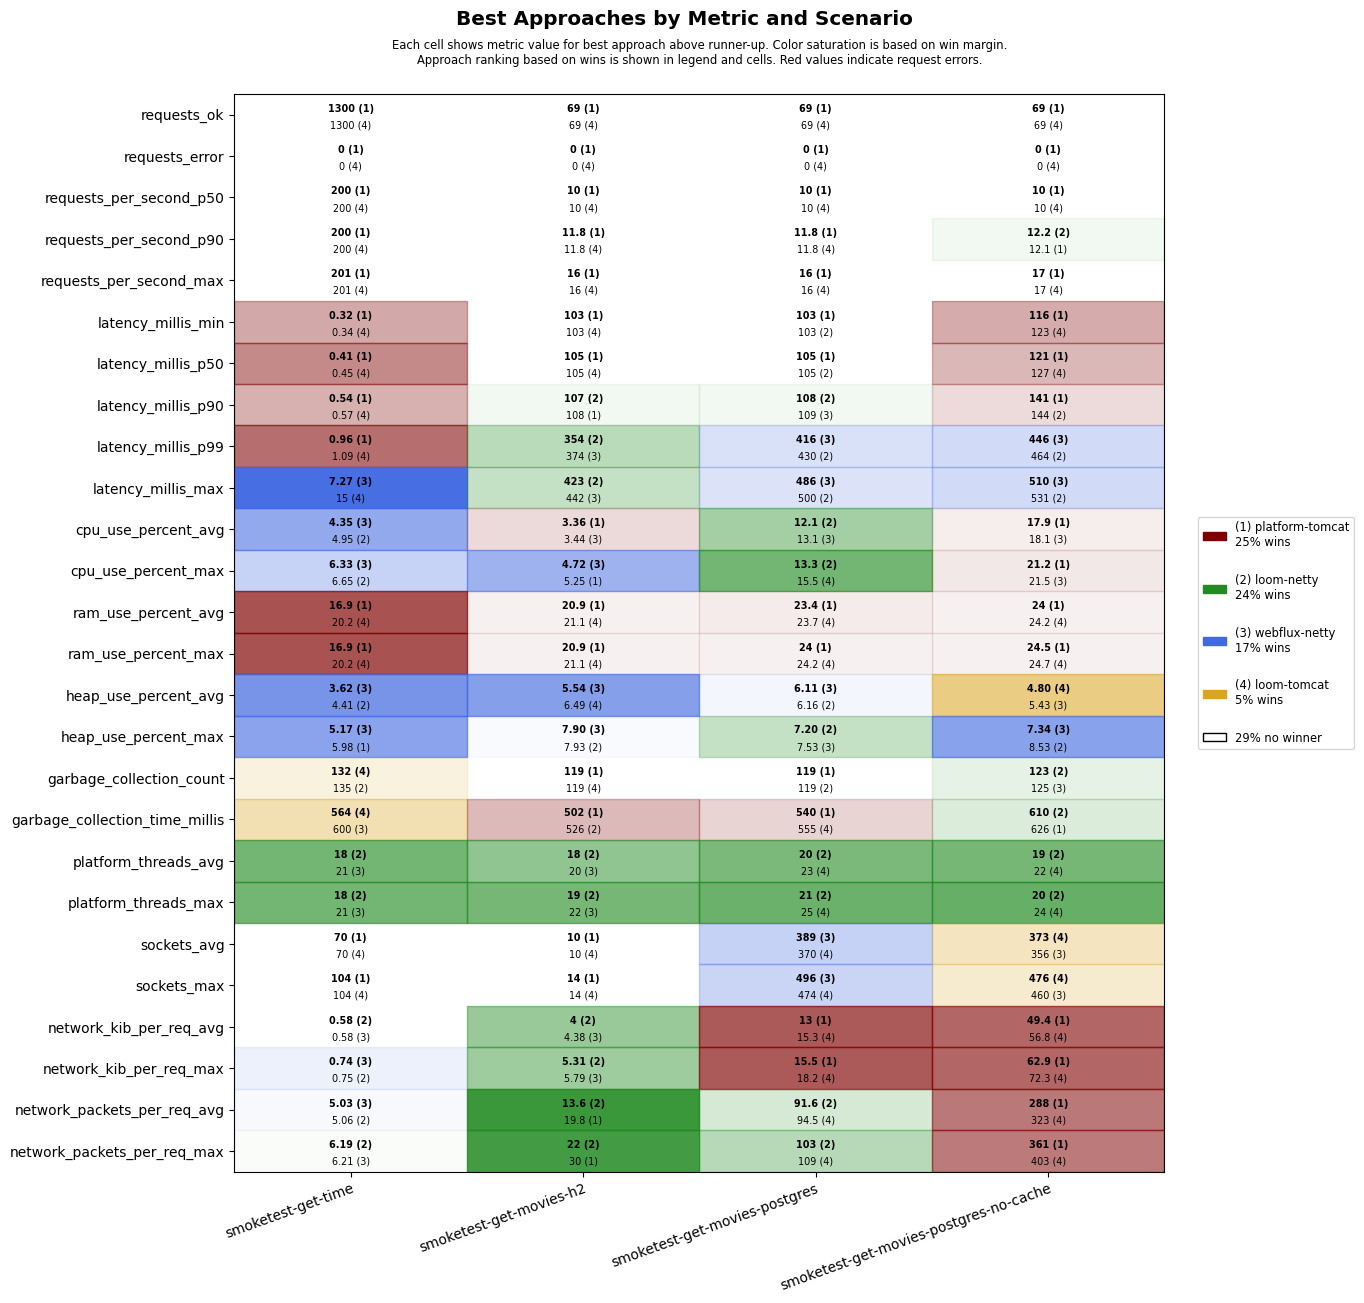 Best Approaches by Metric and Scenario
Each cell shows metric value for best approach above runner-up. Color saturation is based on win margin.
Approach ranking based on wins is shown in legend and cells. Red values indicate request errors.
requests_ok
1300 (1) 69 (1) 69 (1) 69 (1)
1300 (4) 69 (4) 69 (4) 69 (4)
requests_error
0 (1) 0 (1) 0 (1) 0 (1)
0 (4) 0 (4) 0 (4) 0 (4)
requests_per_second_p50
200 (1) 10 (1) 10 (1) 10 (1)
200 (4) 10 (4) 10 (4) 10 (4)
requests_per_second_p90
200 (1) 11.8 (1) 11.8 (1) 12.2 (2)
200 (4) 11.8 (4) 11.8 (4) 12.1 (1)
requests_per_second_max
201 (1) 16 (1) 16 (1) 17 (1)
201 (4) 16 (4) 16 (4) 17 (4)
latency_millis_min
0.32 (1) 103 (1) 103 (1) 116 (1)
0.34 (4) 103 (4) 103 (2) 123 (4)
latency_millis_p50
0.41 (1) 105 (1) 105 (1) 121 (1)
0.45 (4) 105 (4) 105 (2) 127 (4)
latency_millis_p90
0.54 (1) 107 (2) 108 (2) 141 (1)
0.57 (4) 108 (1) 109 (3) 144 (2)
latency_millis_p99
0.96 (1) 354 (2) 416 (3) 446 (3)
1.09 (4) 374 (3) 430 (2) 464 (2)
latency_millis_max
7.27 (3) 423 (2) 486 (3) 510 (3)
15 (4) 442 (3) 500 (2) 531 (2)
cpu_use_percent_avg
4.35 (3) 3.36 (1) 12.1 (2) 17.9 (1)
4.95 (2) 3.44 (3) 13.1 (3) 18.1 (3)
cpu_use_percent_max
6.33 (3) 4.72 (3) 13.3 (2) 21.2 (1)
6.65 (2) 5.25 (1) 15.5 (4) 21.5 (3)
ram_use_percent_avg
16.9 (1) 20.9 (1) 23.4 (1) 24 (1)
20.2 (4) 21.1 (4) 23.7 (4) 24.2 (4)
ram_use_percent_max
16.9 (1) 20.9 (1) 24 (1) 24.5 (1)
20.2 (4) 21.1 (4) 24.2 (4) 24.7 (4)
heap_use_percent_avg
3.62 (3) 5.54 (3) 6.11 (3) 4.80 (4)
4.41 (2) 6.49 (4) 6.16 (2) 5.43 (3)
heap_use_percent_max
5.17 (3) 7.90 (3) 7.20 (2) 7.34 (3)
5.98 (1) 7.93 (2) 7.53 (3) 8.53 (2)
garbage_collection_count
132 (4) 119 (1) 119 (1) 123 (2)
135 (2) 119 (4) 119 (2) 125 (3)
garbage_collection_time_millis
564 (4) 502 (1) 540 (1) 610 (2)
600 (3) 526 (2) 555 (4) 626 (1)
platform_threads_avg
18 (2) 18 (2) 20 (2) 19 (2)
21 (3) 20 (3) 23 (4) 22 (4)
platform_threads_max
18 (2) 19 (2) 21 (2) 20 (2)
21 (3) 22 (3) 25 (4) 24 (4)
sockets_avg
70 (1) 10 (1) 389 (3) 373 (4)
70 (4) 10 (4) 370 (4) 356 (3)
sockets_max
104 (1) 14 (1) 496 (3) 476 (4)
104 (4) 14 (4) 474 (4) 460 (3)
network_kib_per_req_avg
0.58 (2) 4 (2) 13 (1) 49.4 (1)
0.58 (3) 4.38 (3) 15.3 (4) 56.8 (4)
network_kib_per_req_max
0.74 (3) 5.31 (2) 15.5 (1) 62.9 (1)
0.75 (2) 5.79 (3) 18.2 (4) 72.3 (4)
network_packets_per_req_avg
5.03 (3) 13.6 (2) 91.6 (2) 288 (1)
5.06 (2) 19.8 (1) 94.5 (4) 323 (4)
network_packets_per_req_max
6.19 (2) 22 (2) 103 (2) 361 (1)
6.21 (3) 30 (1) 109 (4) 403 (4)
smoketest-get-time
smoketest-get-movies-h2
smoketest-get-movies-postgres
smoketest-get-movies-postgres-no-cache
(1) platform-tomcat
25% wins
(2) loom-netty
24% wins
(3) webflux-netty
17% wins
(4) loom-tomcat
5% wins
29% no winner